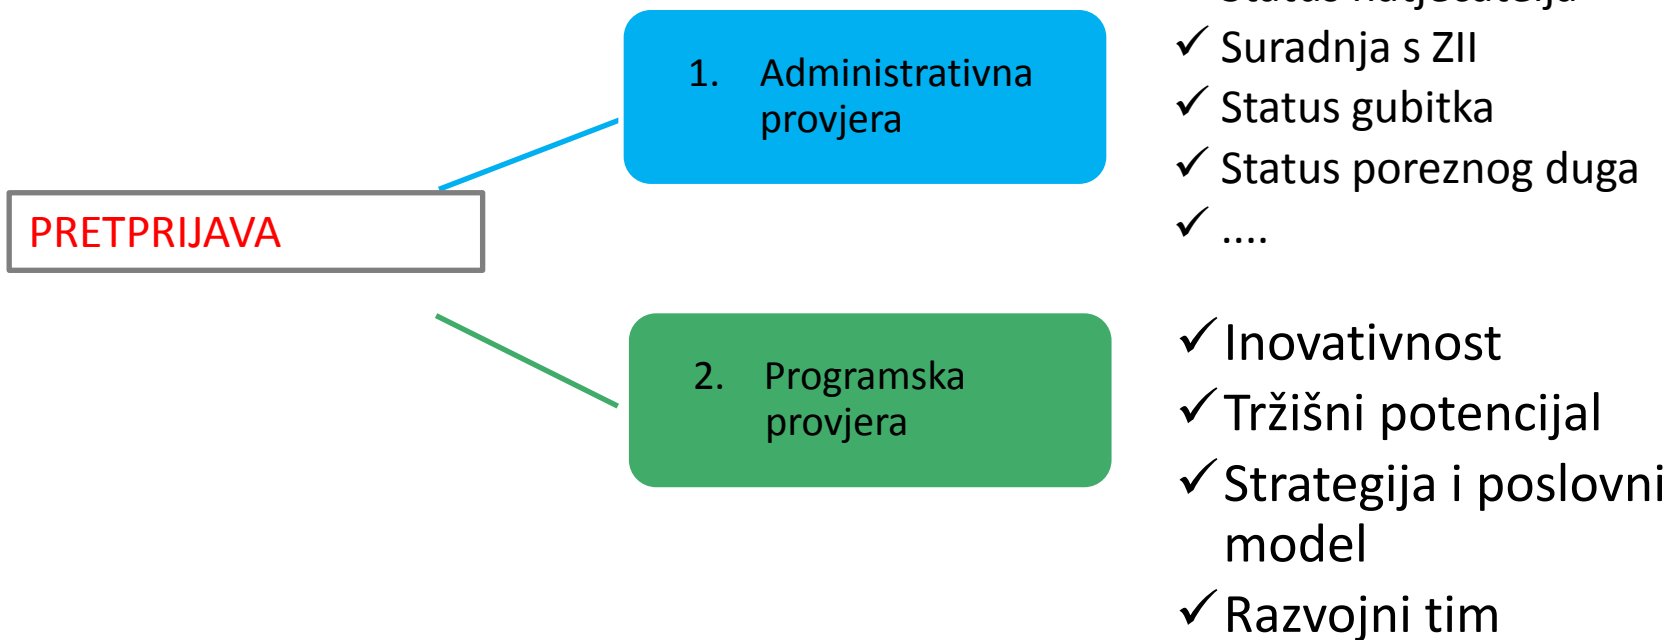 PRETPRIJAVA
1. Administrativna
provjera
✓ Suradnja s ZII
✓ Status gubitka
✓ Status poreznog duga
✓ ....
2. Programska
provjera
✓ Inovativnost
✓ Tržišni potencijal
✓ Strategija i poslovni
model
✓ Razvojni tim